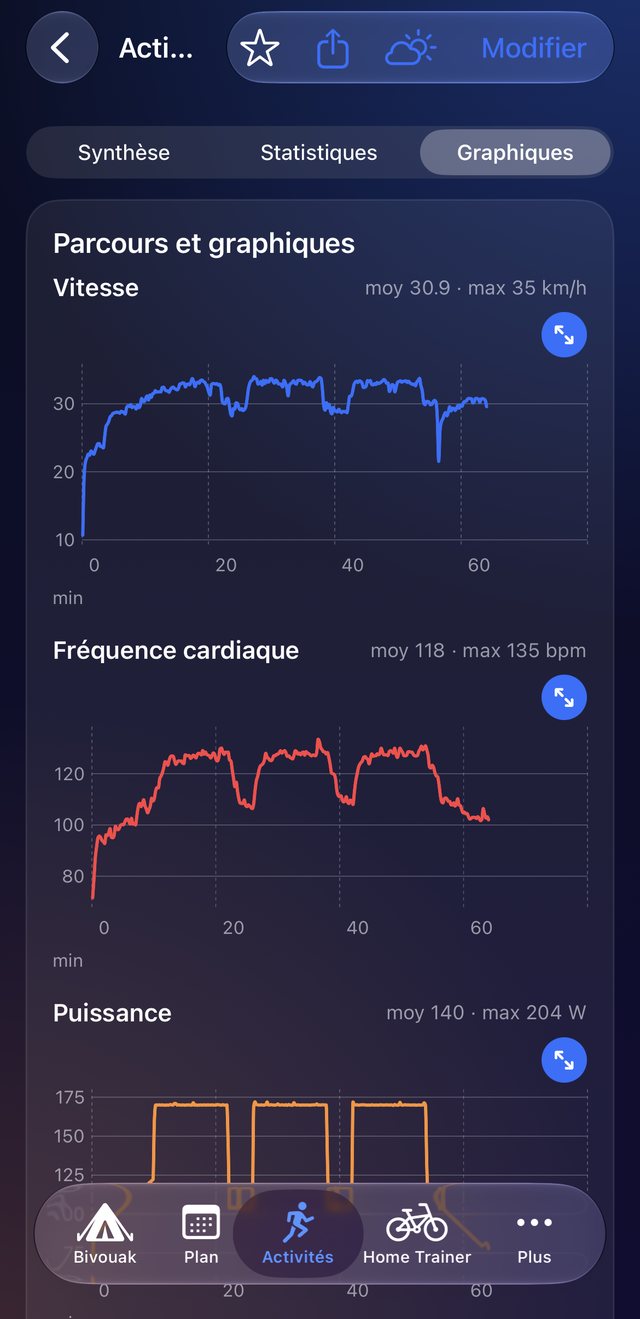 Acti...
Modifier
Synthèse
Statistiques
Graphiques
Parcours et graphiques
Vitesse
moy 30.9 · max 35 km/h
30
20
10
0 20 40 60
min
Fréquence cardiaque
moy 118 · max 135 bpm
120
100
80
0 20 40 60
min
Puissance
moy 140 · max 204 W
175
150
125
Bivouak
Plan
Activités
Home Trainer
Plus
0 20 40 60